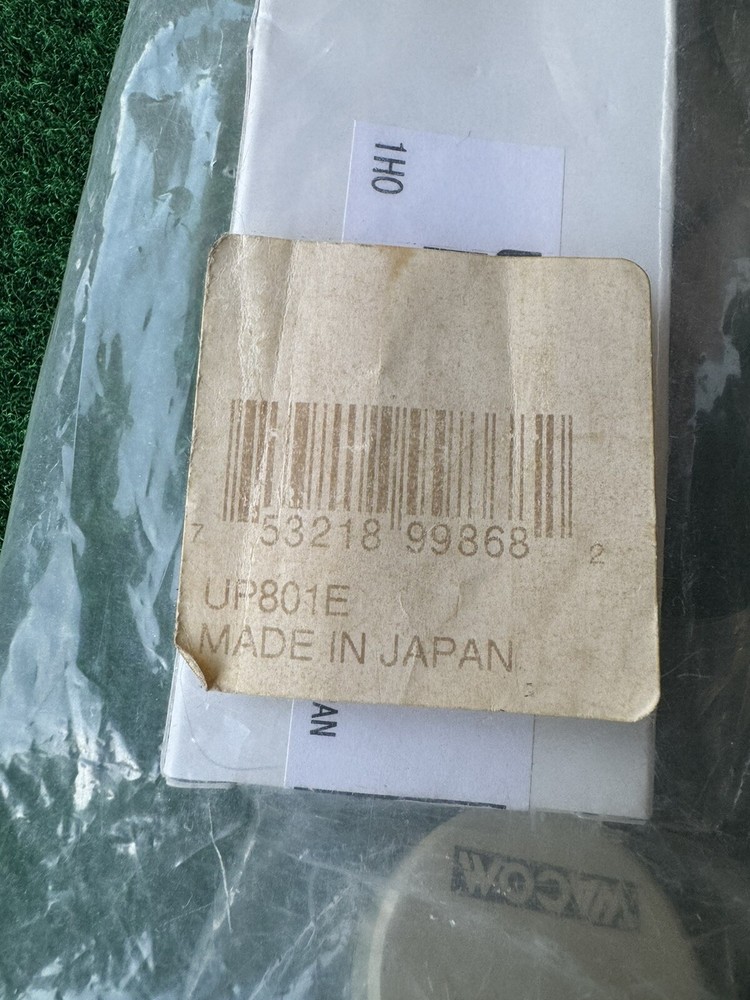 1H0
7 53218 99868 2
UP801E
MADE IN JAPAN
AN
WACOM